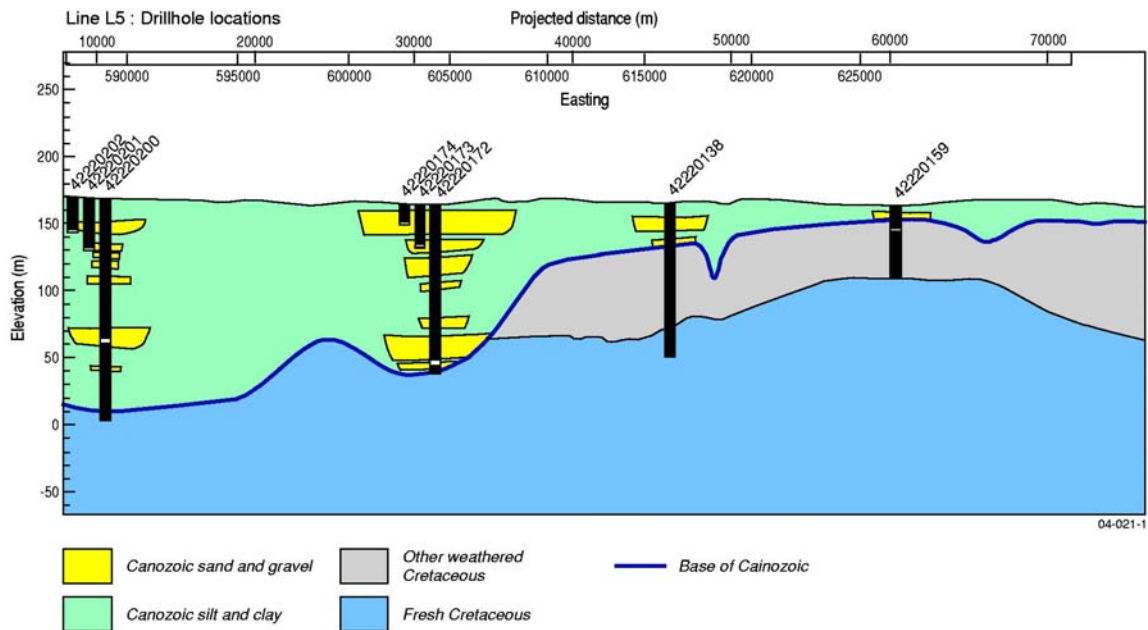 Line L5 : Drillhole locations
Projected distance (m)
10000 20000 30000 40000 50000 60000 70000
590000 595000 600000 605000 610000 615000 620000 625000
Easting
250
200
150
100
50
0
-50
Elevation (m)
42220202
42220201
42220200
42220174
42220173
42220172
42220138
42220159
04-021-1
Canozoic sand and gravel
Canozoic silt and clay
Other weathered
Cretaceous
Fresh Cretaceous
Base of Cainozoic